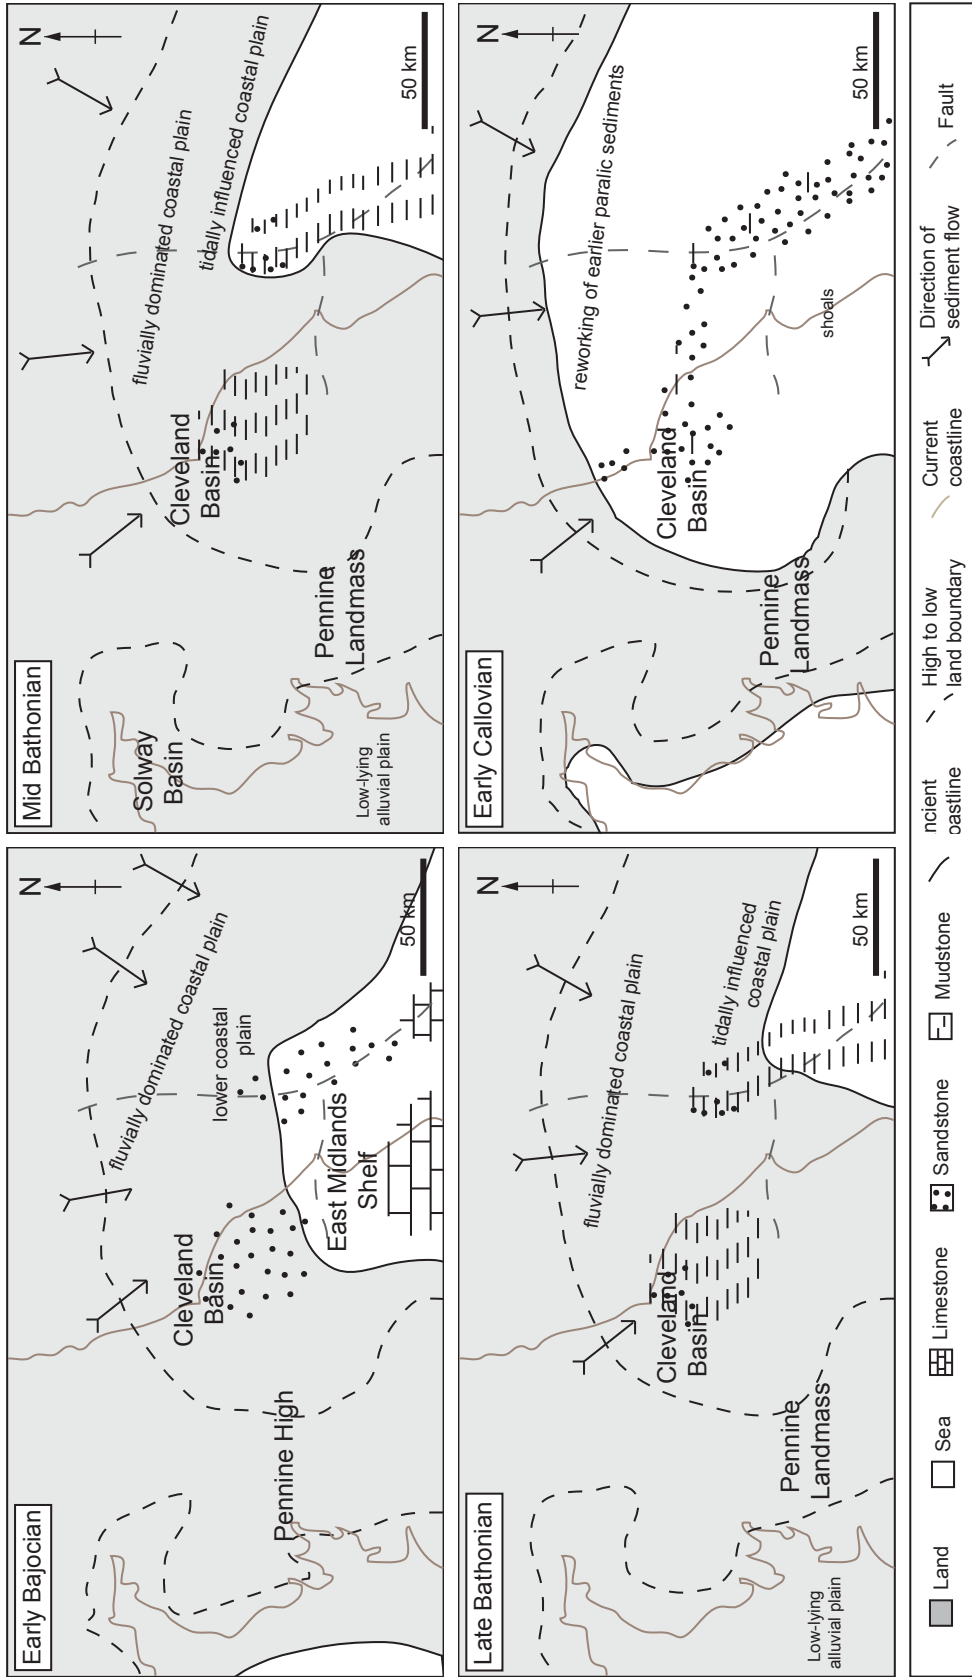 Early Bajocian
N
fluvially dominated coastal plain
lower coastal
plain
Cleveland
Basin
Pennine High
East Midlands
Shelf
50 km
Mid Bathonian
N
fluvially dominated coastal plain
tidally influenced coastal plain
Cleveland
Basin
Solway
Basin
Pennine
Landmass
Low-lying
alluvial plain
50 km
Late Bathonian
N
fluvially dominated coastal plain
tidally influenced
coastal plain
Cleveland
Basin
Pennine
Landmass
Low-lying
alluvial plain
50 km
Early Callovian
N
reworking of earlier paralic sediments
Cleveland
Basin
Pennine
Landmass
shoals
50 km
Land
Sea
Limestone
Sandstone
Mudstone
ncient
oastline
High to low
land boundary
Current
coastline
Direction of
sediment flow
Fault